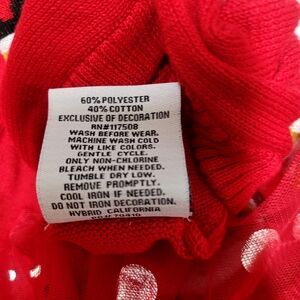 60% POLYESTER
40% COTTON
EXCLUSIVE OF DECORATION
RN#117508
WASH BEFORE WEAR.
MACHINE WASH COLD
WITH LIKE COLORS.
GENTLE CYCLE.
ONLY NON-CHLORINE
BLEACH WHEN NEEDED.
TUMBLE DRY LOW.
REMOVE PROMPTLY.
COOL IRON IF NEEDED.
DO NOT IRON DECORATION.
HYBRID CALIFORNIA